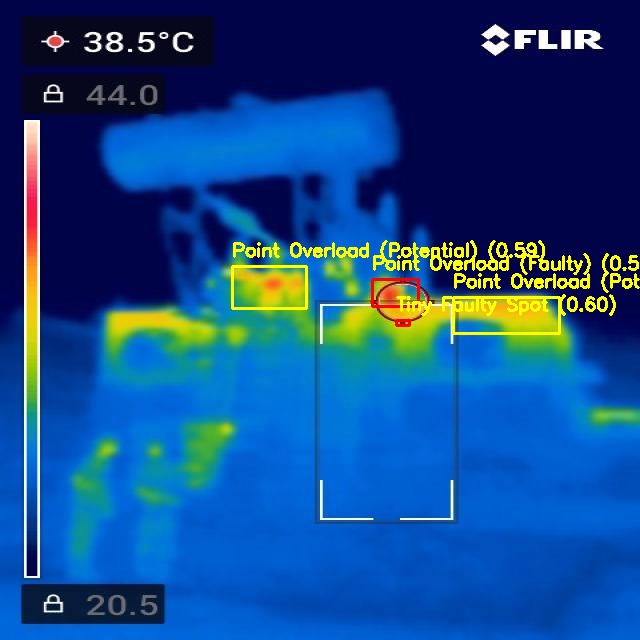 38.5°C
FLIR
44.0
Point Overload (Potential) (0.59)
Point Overload (Faulty) (0.5
Point Overload (Pot
Tiny Faulty Spot (0.60)
20.5